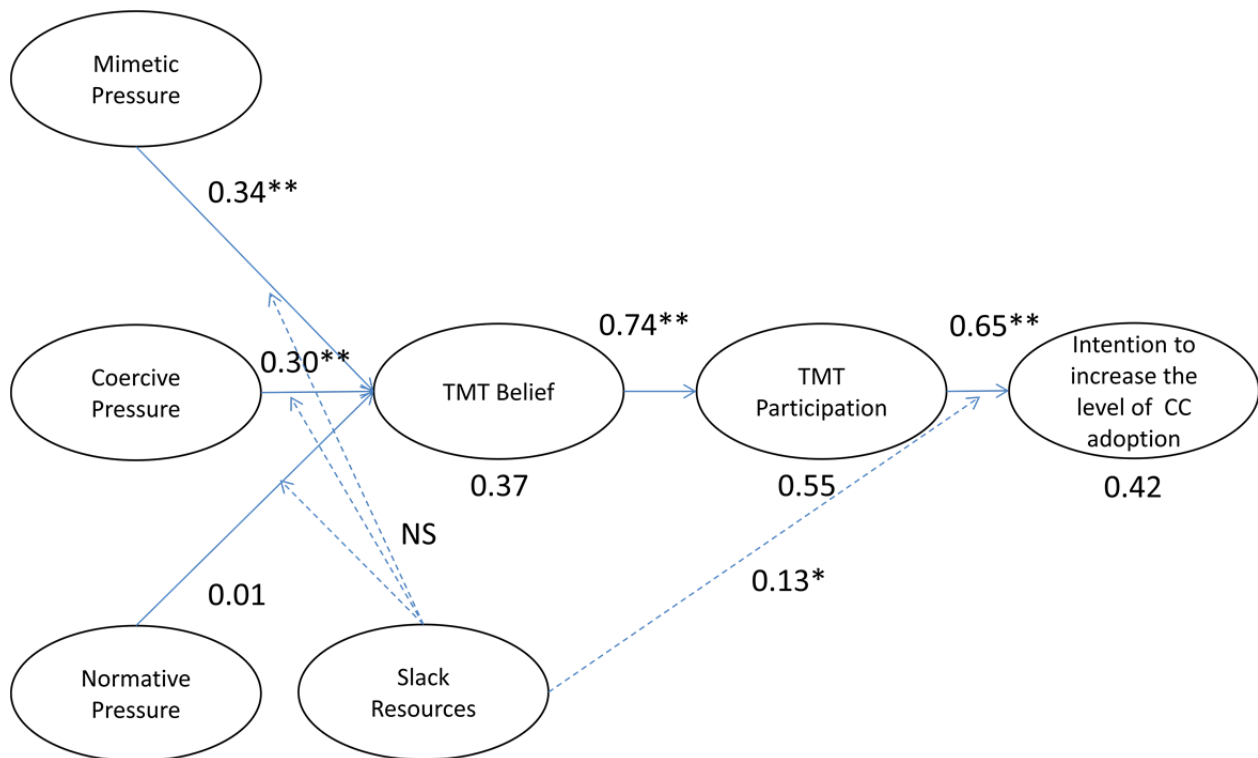 Mimetic
Pressure
0.34**
Coercive
Pressure
0.30**
TMT Belief
0.37
0.74**
TMT
Participation
0.55
0.65**
Intention to
increase the
level of CC
adoption
0.42
NS
0.13*
0.01
Normative
Pressure
Slack
Resources